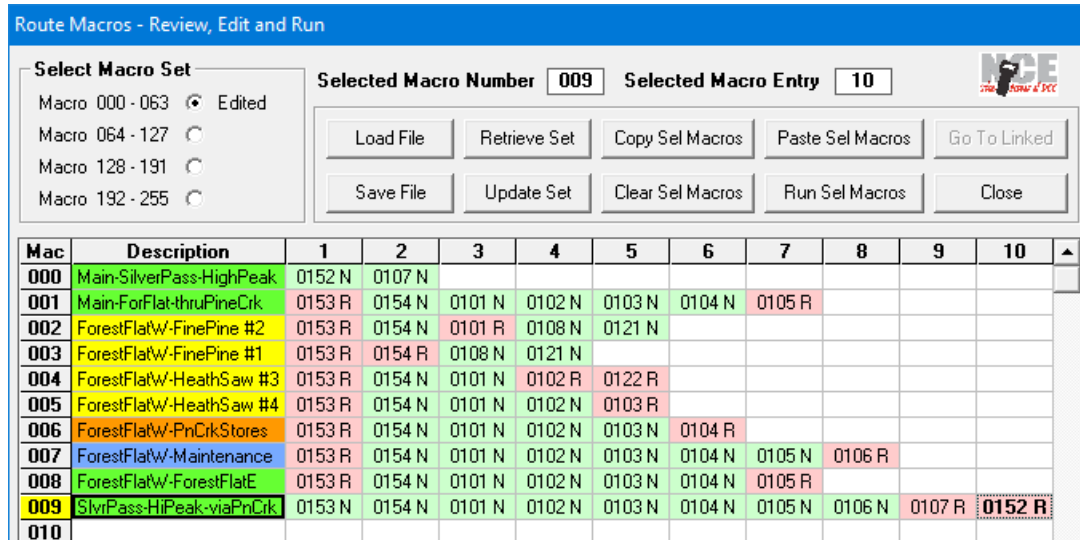 Route Macros - Review, Edit and Run
Select Macro Set
Macro 000 - 063 Edited
Macro 064 - 127
Macro 128 - 191
Macro 192 - 255
Selected Macro Number 009 Selected Macro Entry 10
NCE
Load File Retrieve Set Copy Sel Macros Paste Sel Macros Go To Linked
Save File Update Set Clear Sel Macros Run Sel Macros Close
Mac Description 1 2 3 4 5 6 7 8 9 10
000 Main-SilverPass-HighPeak 0152 N 0107 N
001 Main-ForFlat-thruPineCrk 0153 R 0154 N 0101 N 0102 N 0103 N 0104 N 0105 R
002 ForestFlatW-FinePine #2 0153 R 0154 N 0101 R 0108 N 0121 N
003 ForestFlatW-FinePine #1 0153 R 0154 R 0108 N 0121 N
004 ForestFlatW-HeathSaw #3 0153 R 0154 N 0101 N 0102 R 0122 R
005 ForestFlatW-HeathSaw #4 0153 R 0154 N 0101 N 0102 N 0103 R
006 ForestFlatW-PnCrkStores 0153 R 0154 N 0101 N 0102 N 0103 N 0104 R
007 ForestFlatW-Maintenance 0153 R 0154 N 0101 N 0102 N 0103 N 0104 N 0105 N 0106 R
008 ForestFlatW-ForestFlatE 0153 R 0154 N 0101 N 0102 N 0103 N 0104 N 0105 R
009 SlvrPass-HiPeak-viaPnCrk 0153 N 0154 N 0101 N 0102 N 0103 N 0104 N 0105 N 0106 N 0107 R 0152 R
010